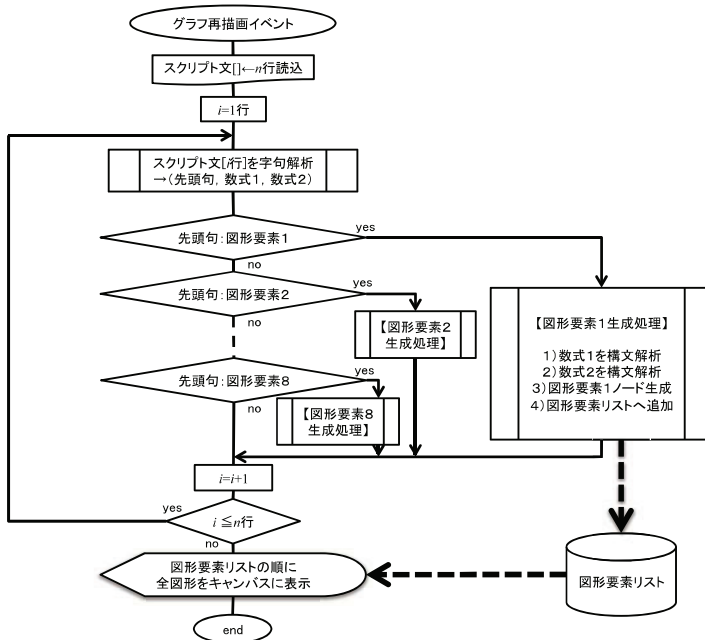 グラフ再描画イベント
スクリプト文[]←n行読込
i=1行
スクリプト文[i行]を字句解析
→(先頭句, 数式1, 数式2)
先頭句:図形要素1
yes
no
先頭句:図形要素2
yes
no
【図形要素2
生成処理】
【図形要素1生成処理】
1)数式1を構文解析
2)数式2を構文解析
3)図形要素1ノード生成
4)図形要素リストへ追加
先頭句:図形要素8
yes
no
【図形要素8
生成処理】
i=i+1
yes
i≦n行
no
図形要素リストの順に
全図形をキャンバスに表示
図形要素リスト
end